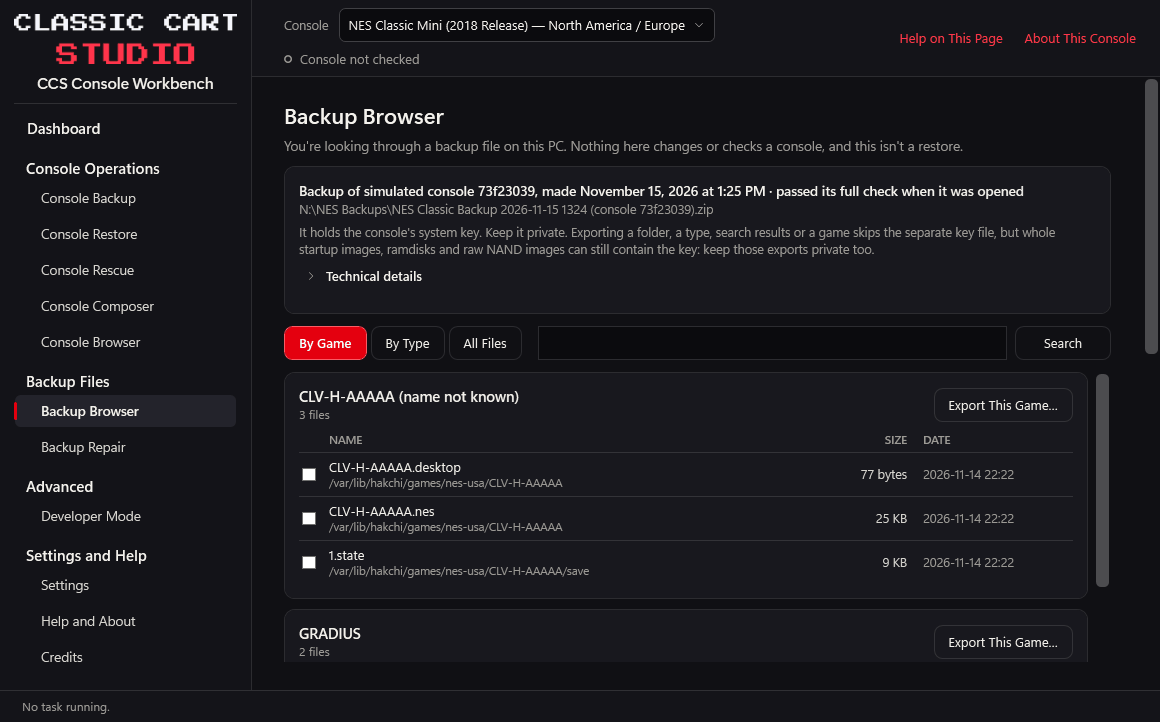 CLASSIC CART
STUDIO
CCS Console Workbench
Dashboard
Console Operations
Console Backup
Console Restore
Console Rescue
Console Composer
Console Browser
Backup Files
Backup Browser
Backup Repair
Advanced
Developer Mode
Settings and Help
Settings
Help and About
Credits
Console
NES Classic Mini (2018 Release) — North America / Europe
Console not checked
Help on This Page
About This Console
Backup Browser
You're looking through a backup file on this PC. Nothing here changes or checks a console, and this isn't a restore.
Backup of simulated console 73f23039, made November 15, 2026 at 1:25 PM · passed its full check when it was opened
N:\NES Backups\NES Classic Backup 2026-11-15 1324 (console 73f23039).zip
It holds the console's system key. Keep it private. Exporting a folder, a type, search results or a game skips the separate key file, but whole
startup images, ramdisks and raw NAND images can still contain the key: keep those exports private too.
Technical details
By Game
By Type
All Files
Search
CLV-H-AAAAA (name not known)
3 files
Export This Game...
NAME SIZE DATE
CLV-H-AAAAA.desktop
/var/lib/hakchi/games/nes-usa/CLV-H-AAAAA
77 bytes 2026-11-14 22:22
CLV-H-AAAAA.nes
/var/lib/hakchi/games/nes-usa/CLV-H-AAAAA
25 KB 2026-11-14 22:22
1.state
/var/lib/hakchi/games/nes-usa/CLV-H-AAAAA/save
9 KB 2026-11-14 22:22
GRADIUS
2 files
Export This Game...
No task running.